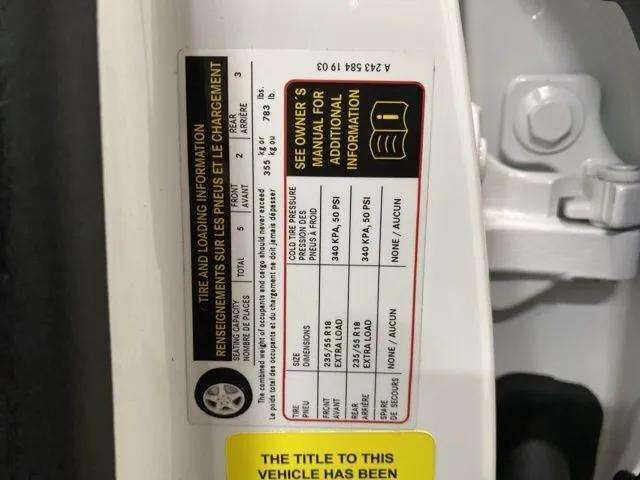 TIRE AND LOADING INFORMATION
RENSEIGNEMENTS SUR LES PNEUS ET LE CHARGEMENT
SEATING CAPACITY TOTAL 5 FRONT 2 REAR 3
NOMBRE DE PLACES AVANT ARRIÈRE
The combined weight of occupants and cargo should never exceed 355 kg or 783 lbs.
Le poids total des occupants et du chargement ne doit jamais dépasser 355 kg ou 783 lb.
TIRE SIZE COLD TIRE PRESSURE
PNEU DIMENSIONS PRESSION DES
PNEUS À FROID
FRONT 235/55 R18 340 KPA, 50 PSI
AVANT EXTRA LOAD
REAR 235/55 R18 340 KPA, 50 PSI
ARRIÈRE EXTRA LOAD
SPARE NONE / AUCUN NONE / AUCUN
DE SECOURS
SEE OWNER'S
MANUAL FOR
ADDITIONAL
INFORMATION
A 243 584 19 03
THE TITLE TO THIS
VEHICLE HAS BEEN